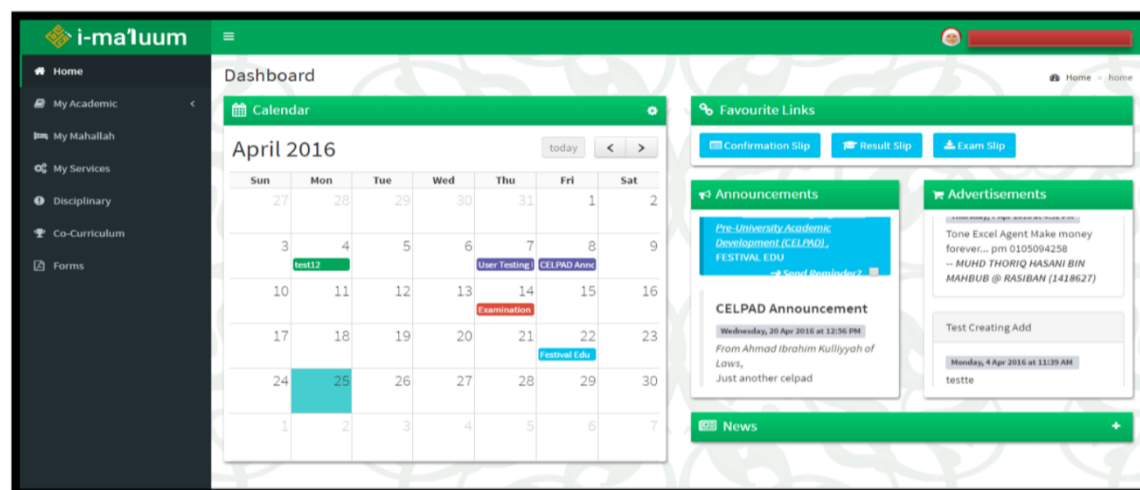 i-ma'luum
Home
My Academic
My Mahallah
My Services
Disciplinary
Co-Curriculum
Forms
Dashboard
Home > home
Calendar
April 2016
today
< >
Sun Mon Tue Wed Thu Fri Sat
27 28 29 30 31 1 2
3 4 5 6 7 8 9
test12 User Testing CELPAD Annc
10 11 12 13 14 15 16
Examination
17 18 19 20 21 22 23
Festival Edu
24 25 26 27 28 29 30
1 2 3 4 5 6 7
Favourite Links
Confirmation Slip Result Slip Exam Slip
Announcements
Pre-University Academic
Development (CELPAD),
FESTIVAL EDU
Send Reminder?
CELPAD Announcement
Wednesday, 20 Apr 2016 at 12:56 PM
From Ahmad Ibrahim Kulliyyah of
Laws,
Just another celpad
Advertisements
Tone Excel Agent Make money
forever... pm 0105094258
-- MUHD THORIQ HASANI BIN
MAHBUB @ RASIBAN (1418627)
Test Creating Add
Monday, 4 Apr 2016 at 11:39 AM
testte
News